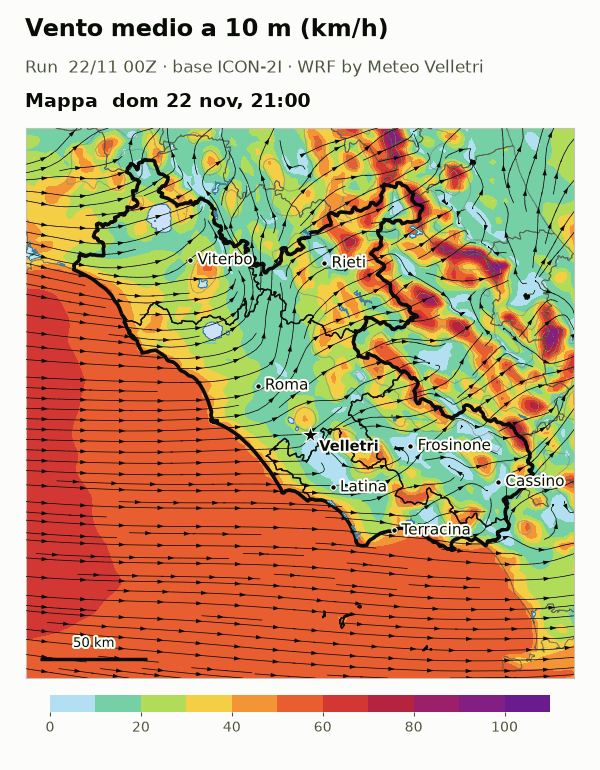 Vento medio a 10 m (km/h)
Run 22/11 00Z · base ICON-2I · WRF by Meteo Velletri
Mappa dom 22 nov, 21:00
Viterbo
Rieti
Roma
Velletri
Frosinone
Latina
Cassino
Terracina
50 km
0 20 40 60 80 100